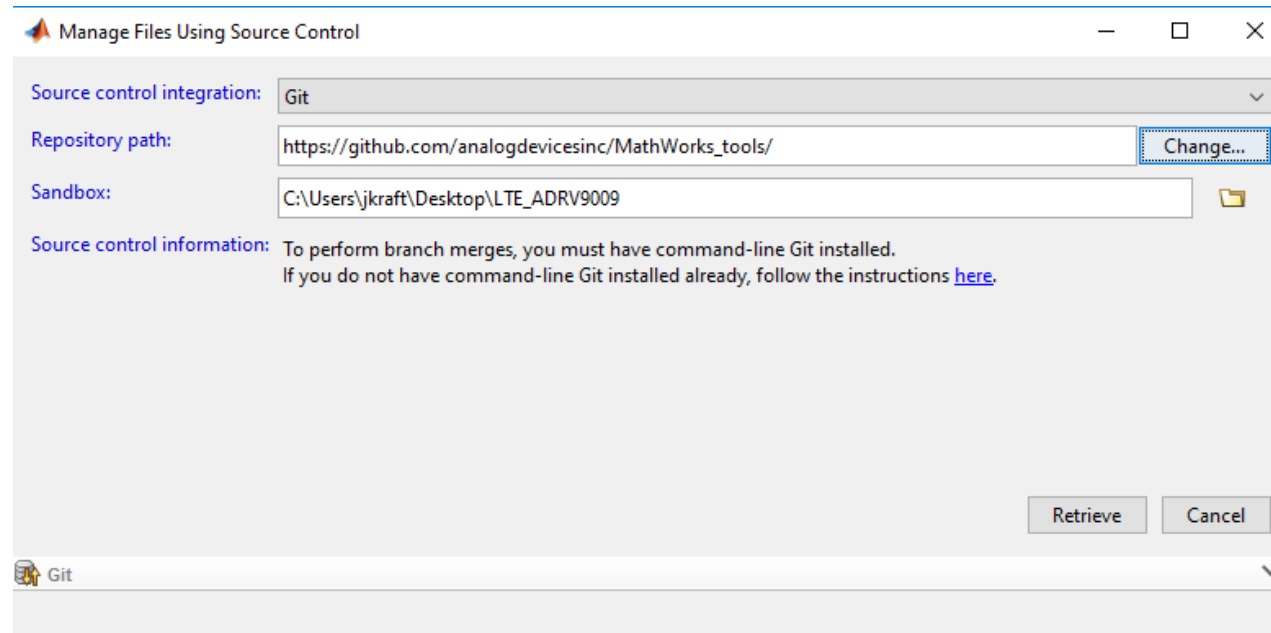 Manage Files Using Source Control
Source control integration: Git
Repository path: https://github.com/analogdevicesinc/MathWorks_tools/ Change...
Sandbox: C:\Users\jkraft\Desktop\LTE_ADRV9009
Source control information: To perform branch merges, you must have command-line Git installed.
If you do not have command-line Git installed already, follow the instructions here.
Retrieve Cancel
Git